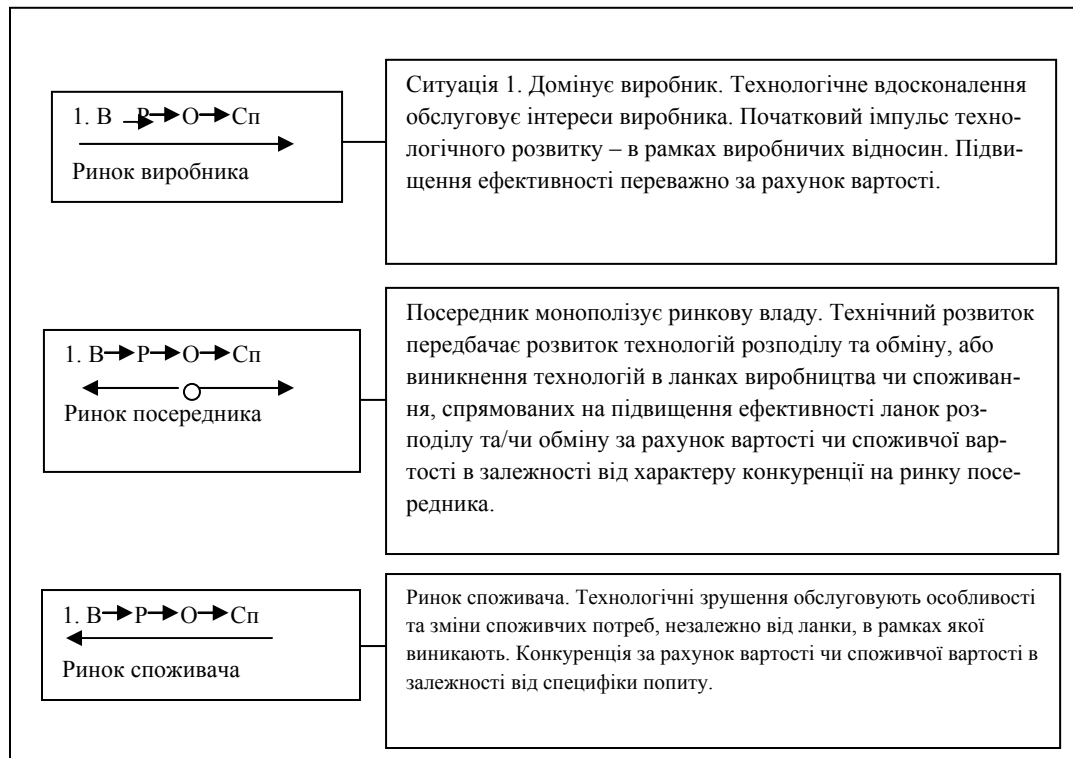 1. В Р О Сп
Ринок виробника
Ситуація 1. Домінує виробник. Технологічне вдосконалення
обслуговує інтереси виробника. Початковий імпульс техно-
логічного розвитку – в рамках виробничих відносин. Підви-
щення ефективності переважно за рахунок вартості.
1. В Р О Сп
Ринок посередника
Посередник монополізує ринкову владу. Технічний розвиток
передбачає розвиток технологій розподілу та обміну, або
виникнення технологій в ланках виробництва чи споживан-
ня, спрямованих на підвищення ефективності ланок роз-
поділу та/чи обміну за рахунок вартості чи споживчої вар-
тості в залежності від характеру конкуренції на ринку посе-
редника.
1. В Р О Сп
Ринок споживача
Ринок споживача. Технологічні зрушення обслуговують особливості
та зміни споживчих потреб, незалежно від ланки, в рамках якої
виникають. Конкуренція за рахунок вартості чи споживчої вартості в
залежності від специфіки попиту.